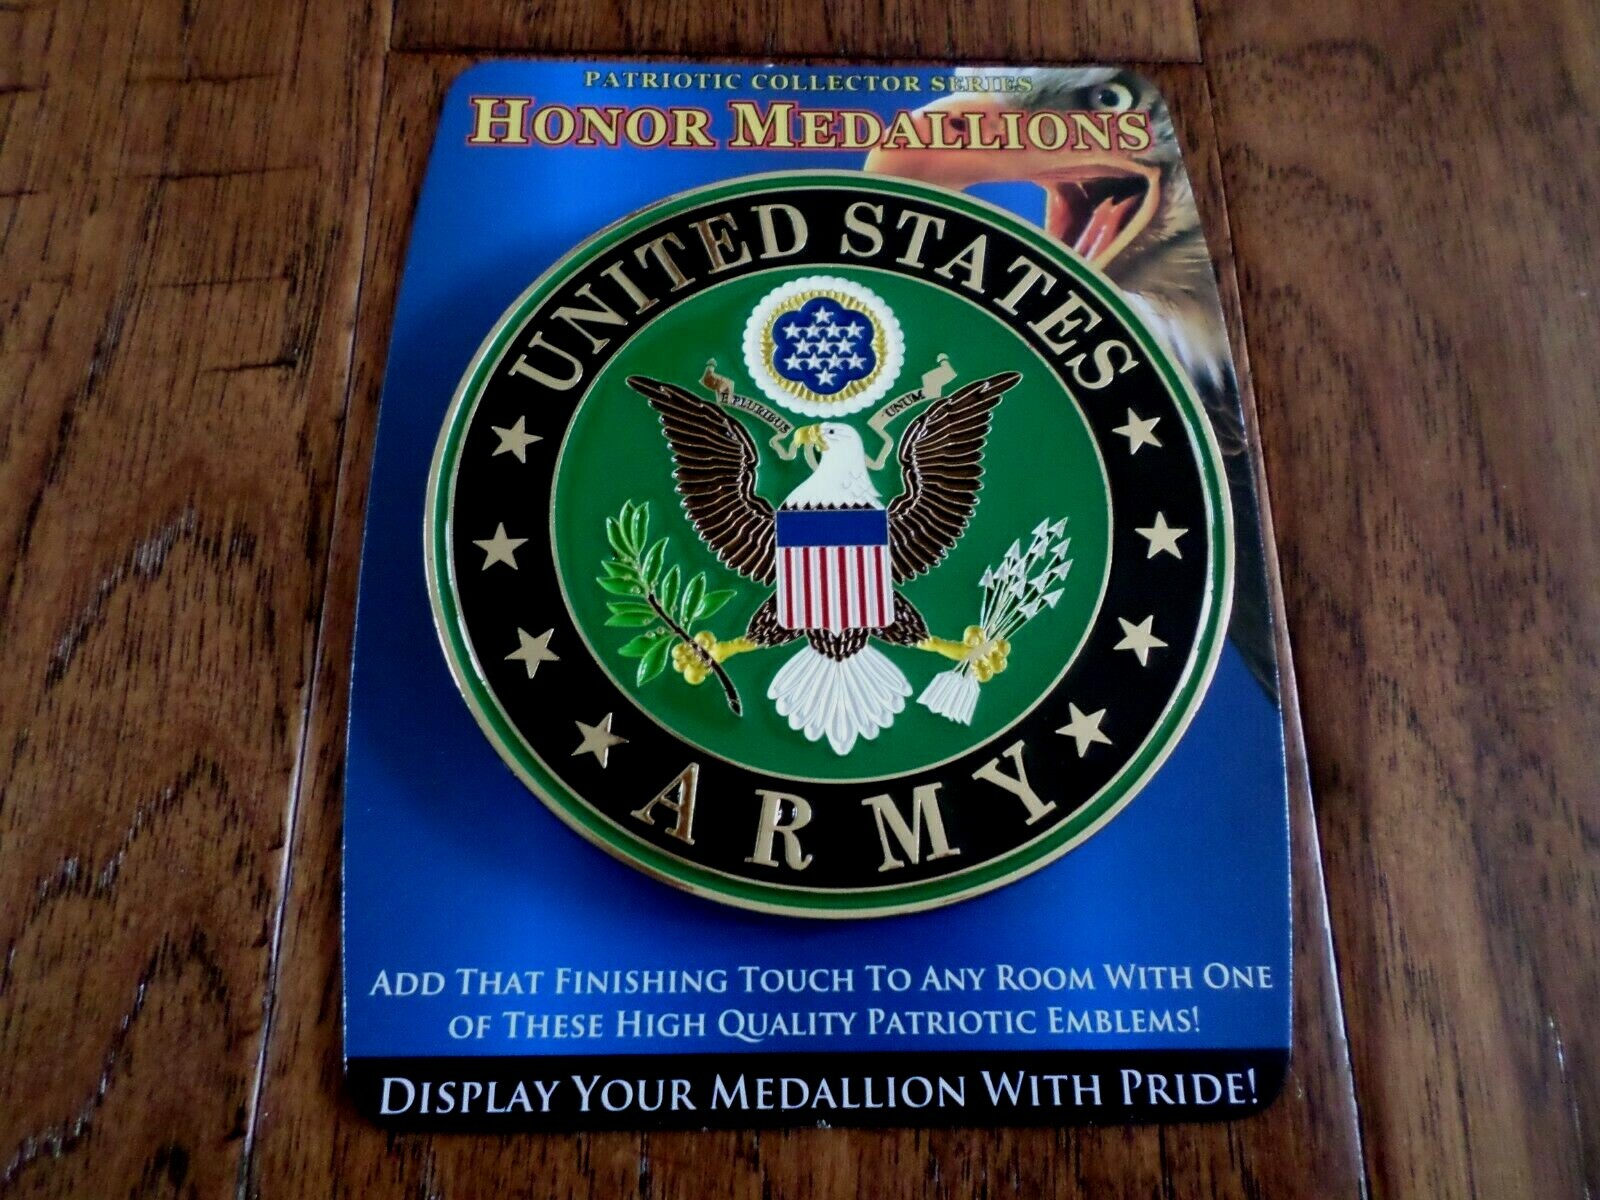 PATRIOTIC COLLECTOR SERIES
HONOR MEDALLIONS
UNITED STATES
E PLURIBUS UNUM
ARMY
ADD THAT FINISHING TOUCH TO ANY ROOM WITH ONE
OF THESE HIGH QUALITY PATRIOTIC EMBLEMS!
DISPLAY YOUR MEDALLION WITH PRIDE!